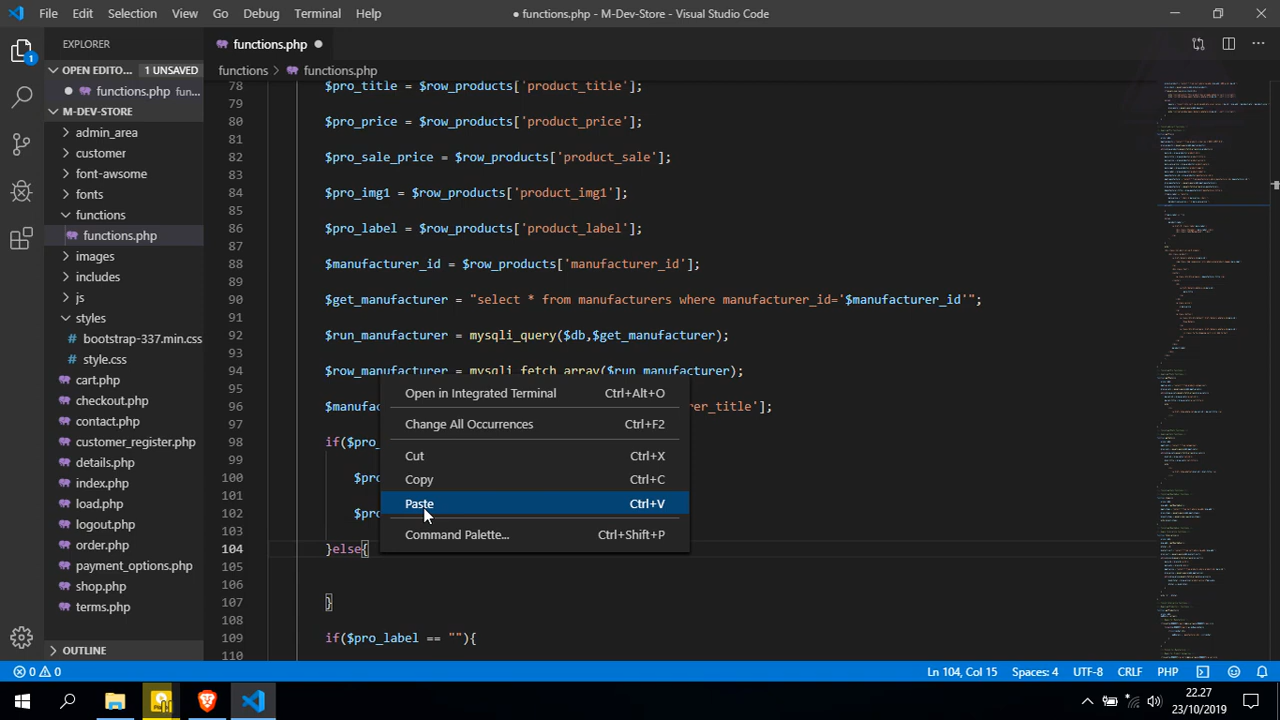 File Edit Selection View Go Debug Terminal Help
● functions.php - M-Dev-Store - Visual Studio Code
EXPLORER
OPEN EDITO... 1 UNSAVED
● functions.php func...
M-DEV-STORE
admin_area
customer
font-awsome
fonts
functions
functions.php
images
includes
js
styles
bootstrap-337.min.css
style.css
cart.php
checkout.php
contact.php
customer_register.php
details.php
index.php
load.php
logout.php
order.php
payment_options.php
shop.php
terms.php
OUTLINE
functions.php ●
functions > functions.php
78 $pro_title = $row_products['product_title'];
79
80 $pro_price = $row_products['product_price'];
81
82 $pro_sale_price = $row_products['product_sale'];
83
84 $pro_img1 = $row_products['product_img1'];
85
86 $pro_label = $row_products['product_label'];
87
88 $manufacturer_id = $row_products['manufacturer_id'];
89
90 $get_manufacturer = "select * from manufacturers where manufacturer_id='$manufacturer_id'";
91
92 $run_manufacturer = mysqli_query($db,$get_manufacturer);
93
94 $row_manufacturer = mysqli_fetch_array($run_manufacturer);
95
96 $manufac er_title'];
97
98 if($pro_
99
100 $pro
101
102 $pro
103
104 }else{
105
106
107 }
108
109 if($pro_label == ""){
110
Open in Integrated Terminal Ctrl+Alt+O
Change All Occurrences Ctrl+F2
Cut Ctrl+X
Copy Ctrl+C
Paste Ctrl+V
Command Palette... Ctrl+Shift+P
1
0 0 Ln 104, Col 15 Spaces: 4 UTF-8 CRLF PHP
22.27
23/10/2019